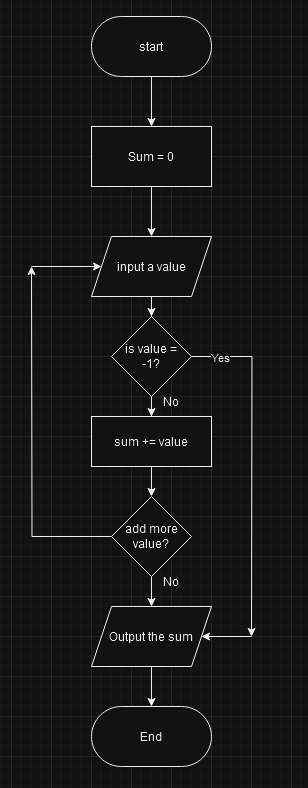 start
Sum = 0
input a value
is value =
-1?
Yes
No
sum += value
add more
value?
No
Output the sum
End